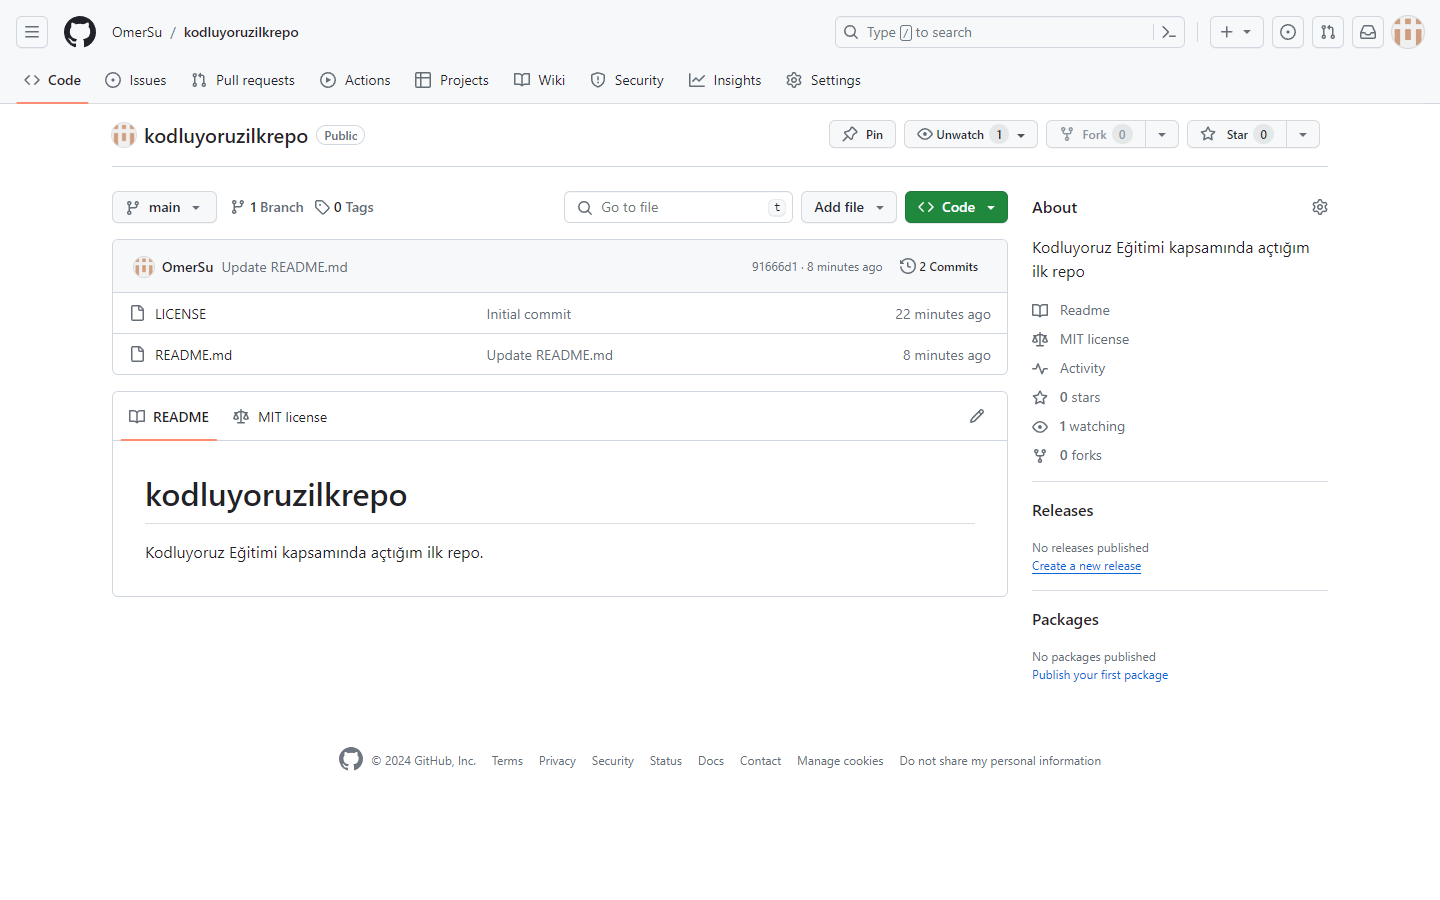 OmerSu / kodluyoruzilkrepo
Type / to search
Code Issues Pull requests Actions Projects Wiki Security Insights Settings
kodluyoruzilkrepo Public
Pin Unwatch 1 Fork 0 Star 0
main 1 Branch 0 Tags
Go to file t
Add file Code
OmerSu Update README.md 91666d1 · 8 minutes ago 2 Commits
LICENSE Initial commit 22 minutes ago
README.md Update README.md 8 minutes ago
README MIT license
kodluyoruzilkrepo
Kodluyoruz Eğitimi kapsamında açtığım ilk repo.
About
Kodluyoruz Eğitimi kapsamında açtığım
ilk repo
Readme
MIT license
Activity
0 stars
1 watching
0 forks
Releases
No releases published
Create a new release
Packages
No packages published
Publish your first package
© 2024 GitHub, Inc. Terms Privacy Security Status Docs Contact Manage cookies Do not share my personal information